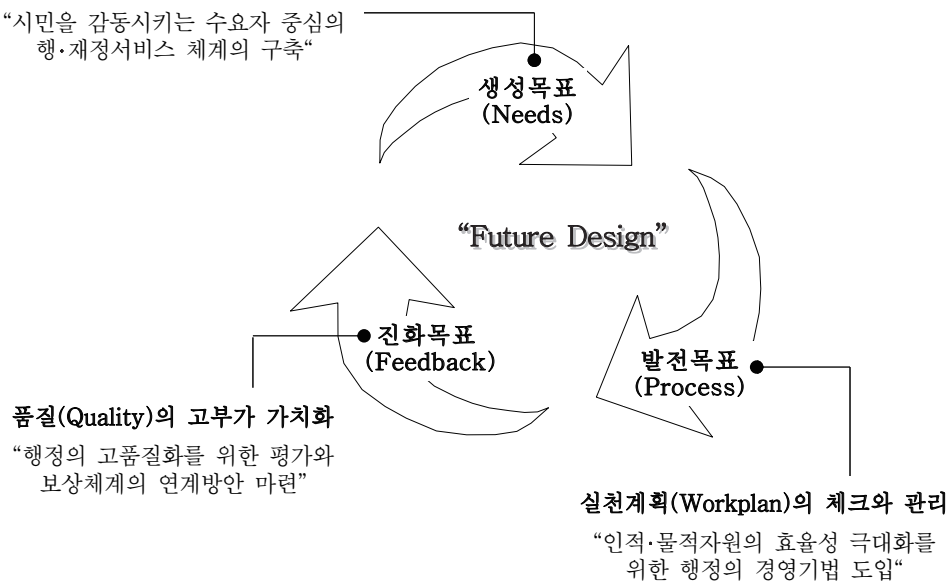 “시민을 감동시키는 수요자 중심의
행·재정서비스 체계의 구축“
생성목표
(Needs)
“Future Design”
진화목표
(Feedback)
발전목표
(Process)
품질(Quality)의 고부가 가치화
“행정의 고품질화를 위한 평가와
보상체계의 연계방안 마련”
실천계획(Workplan)의 체크와 관리
“인적·물적자원의 효율성 극대화를
위한 행정의 경영기법 도입“